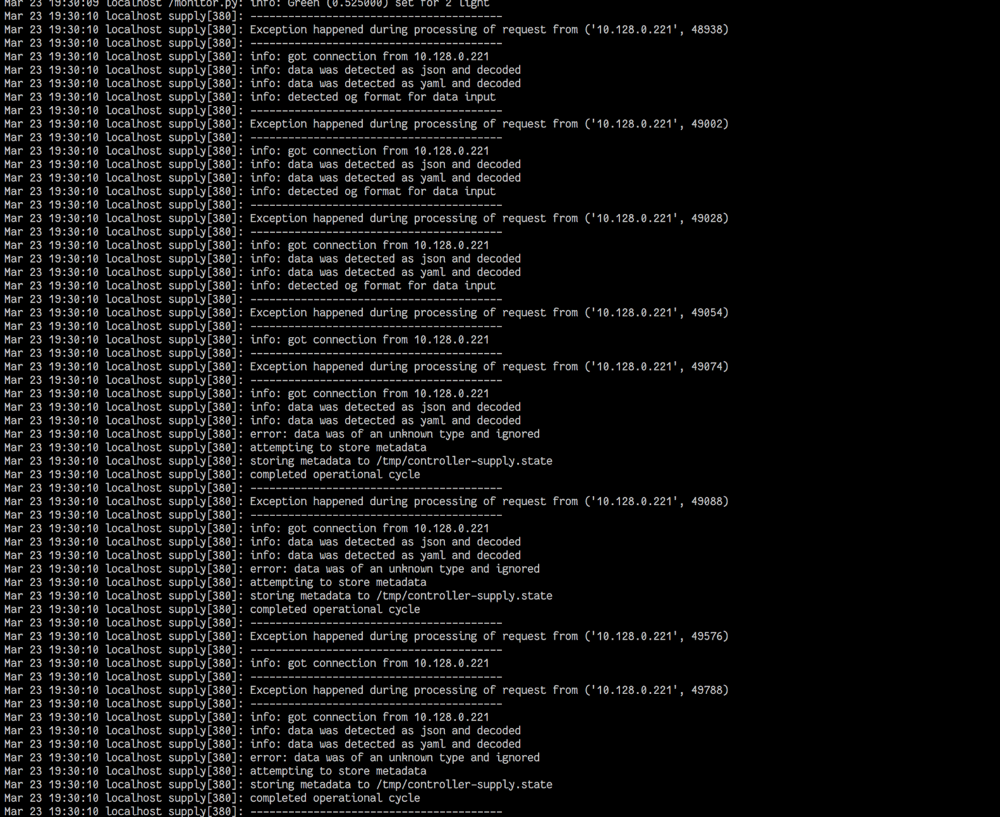 Mar 23 19:30:09 localhost /monitor.py: info: Green (0.525000) set for 2 light
Mar 23 19:30:10 localhost supply[380]: ----------------------------------------
Mar 23 19:30:10 localhost supply[380]: Exception happened during processing of request from ('10.128.0.221', 48938)
Mar 23 19:30:10 localhost supply[380]: ----------------------------------------
Mar 23 19:30:10 localhost supply[380]: info: got connection from 10.128.0.221
Mar 23 19:30:10 localhost supply[380]: info: data was detected as json and decoded
Mar 23 19:30:10 localhost supply[380]: info: data was detected as yaml and decoded
Mar 23 19:30:10 localhost supply[380]: info: detected og format for data input
Mar 23 19:30:10 localhost supply[380]: ----------------------------------------
Mar 23 19:30:10 localhost supply[380]: Exception happened during processing of request from ('10.128.0.221', 49002)
Mar 23 19:30:10 localhost supply[380]: ----------------------------------------
Mar 23 19:30:10 localhost supply[380]: info: got connection from 10.128.0.221
Mar 23 19:30:10 localhost supply[380]: info: data was detected as json and decoded
Mar 23 19:30:10 localhost supply[380]: info: data was detected as yaml and decoded
Mar 23 19:30:10 localhost supply[380]: info: detected og format for data input
Mar 23 19:30:10 localhost supply[380]: ----------------------------------------
Mar 23 19:30:10 localhost supply[380]: Exception happened during processing of request from ('10.128.0.221', 49028)
Mar 23 19:30:10 localhost supply[380]: ----------------------------------------
Mar 23 19:30:10 localhost supply[380]: info: got connection from 10.128.0.221
Mar 23 19:30:10 localhost supply[380]: info: data was detected as json and decoded
Mar 23 19:30:10 localhost supply[380]: info: data was detected as yaml and decoded
Mar 23 19:30:10 localhost supply[380]: info: detected og format for data input
Mar 23 19:30:10 localhost supply[380]: ----------------------------------------
Mar 23 19:30:10 localhost supply[380]: Exception happened during processing of request from ('10.128.0.221', 49054)
Mar 23 19:30:10 localhost supply[380]: ----------------------------------------
Mar 23 19:30:10 localhost supply[380]: info: got connection from 10.128.0.221
Mar 23 19:30:10 localhost supply[380]: ----------------------------------------
Mar 23 19:30:10 localhost supply[380]: Exception happened during processing of request from ('10.128.0.221', 49074)
Mar 23 19:30:10 localhost supply[380]: ----------------------------------------
Mar 23 19:30:10 localhost supply[380]: info: got connection from 10.128.0.221
Mar 23 19:30:10 localhost supply[380]: info: data was detected as json and decoded
Mar 23 19:30:10 localhost supply[380]: info: data was detected as yaml and decoded
Mar 23 19:30:10 localhost supply[380]: error: data was of an unknown type and ignored
Mar 23 19:30:10 localhost supply[380]: attempting to store metadata
Mar 23 19:30:10 localhost supply[380]: storing metadata to /tmp/controller-supply.state
Mar 23 19:30:10 localhost supply[380]: completed operational cycle
Mar 23 19:30:10 localhost supply[380]: ----------------------------------------
Mar 23 19:30:10 localhost supply[380]: Exception happened during processing of request from ('10.128.0.221', 49088)
Mar 23 19:30:10 localhost supply[380]: ----------------------------------------
Mar 23 19:30:10 localhost supply[380]: info: got connection from 10.128.0.221
Mar 23 19:30:10 localhost supply[380]: info: data was detected as json and decoded
Mar 23 19:30:10 localhost supply[380]: info: data was detected as yaml and decoded
Mar 23 19:30:10 localhost supply[380]: error: data was of an unknown type and ignored
Mar 23 19:30:10 localhost supply[380]: attempting to store metadata
Mar 23 19:30:10 localhost supply[380]: storing metadata to /tmp/controller-supply.state
Mar 23 19:30:10 localhost supply[380]: completed operational cycle
Mar 23 19:30:10 localhost supply[380]: ----------------------------------------
Mar 23 19:30:10 localhost supply[380]: Exception happened during processing of request from ('10.128.0.221', 49576)
Mar 23 19:30:10 localhost supply[380]: ----------------------------------------
Mar 23 19:30:10 localhost supply[380]: info: got connection from 10.128.0.221
Mar 23 19:30:10 localhost supply[380]: ----------------------------------------
Mar 23 19:30:10 localhost supply[380]: Exception happened during processing of request from ('10.128.0.221', 49788)
Mar 23 19:30:10 localhost supply[380]: ----------------------------------------
Mar 23 19:30:10 localhost supply[380]: info: got connection from 10.128.0.221
Mar 23 19:30:10 localhost supply[380]: info: data was detected as json and decoded
Mar 23 19:30:10 localhost supply[380]: info: data was detected as yaml and decoded
Mar 23 19:30:10 localhost supply[380]: error: data was of an unknown type and ignored
Mar 23 19:30:10 localhost supply[380]: attempting to store metadata
Mar 23 19:30:10 localhost supply[380]: storing metadata to /tmp/controller-supply.state
Mar 23 19:30:10 localhost supply[380]: completed operational cycle
Mar 23 19:30:10 localhost supply[380]: ----------------------------------------